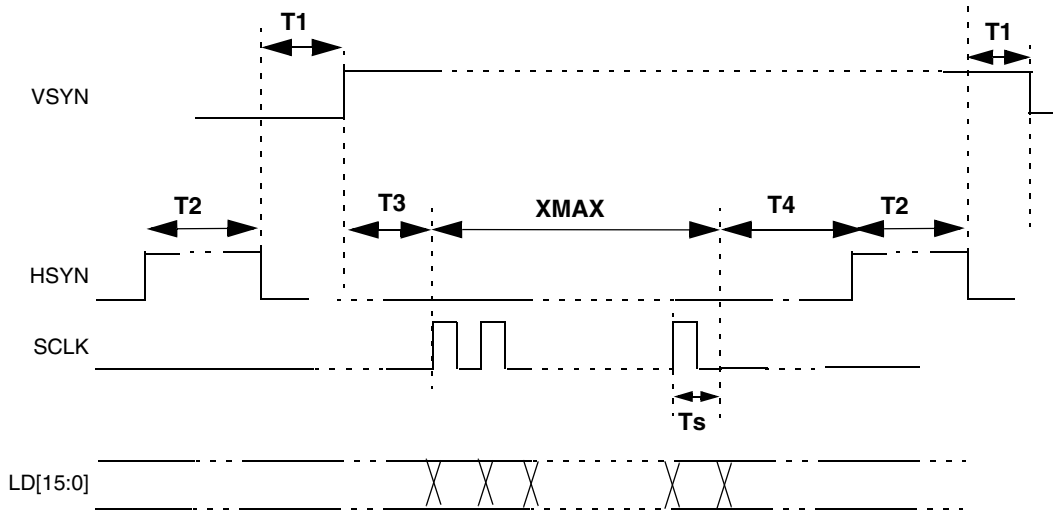 T1
T1
VSYN
T2
T3
XMAX
T4
T2
HSYN
SCLK
Ts
LD[15:0]